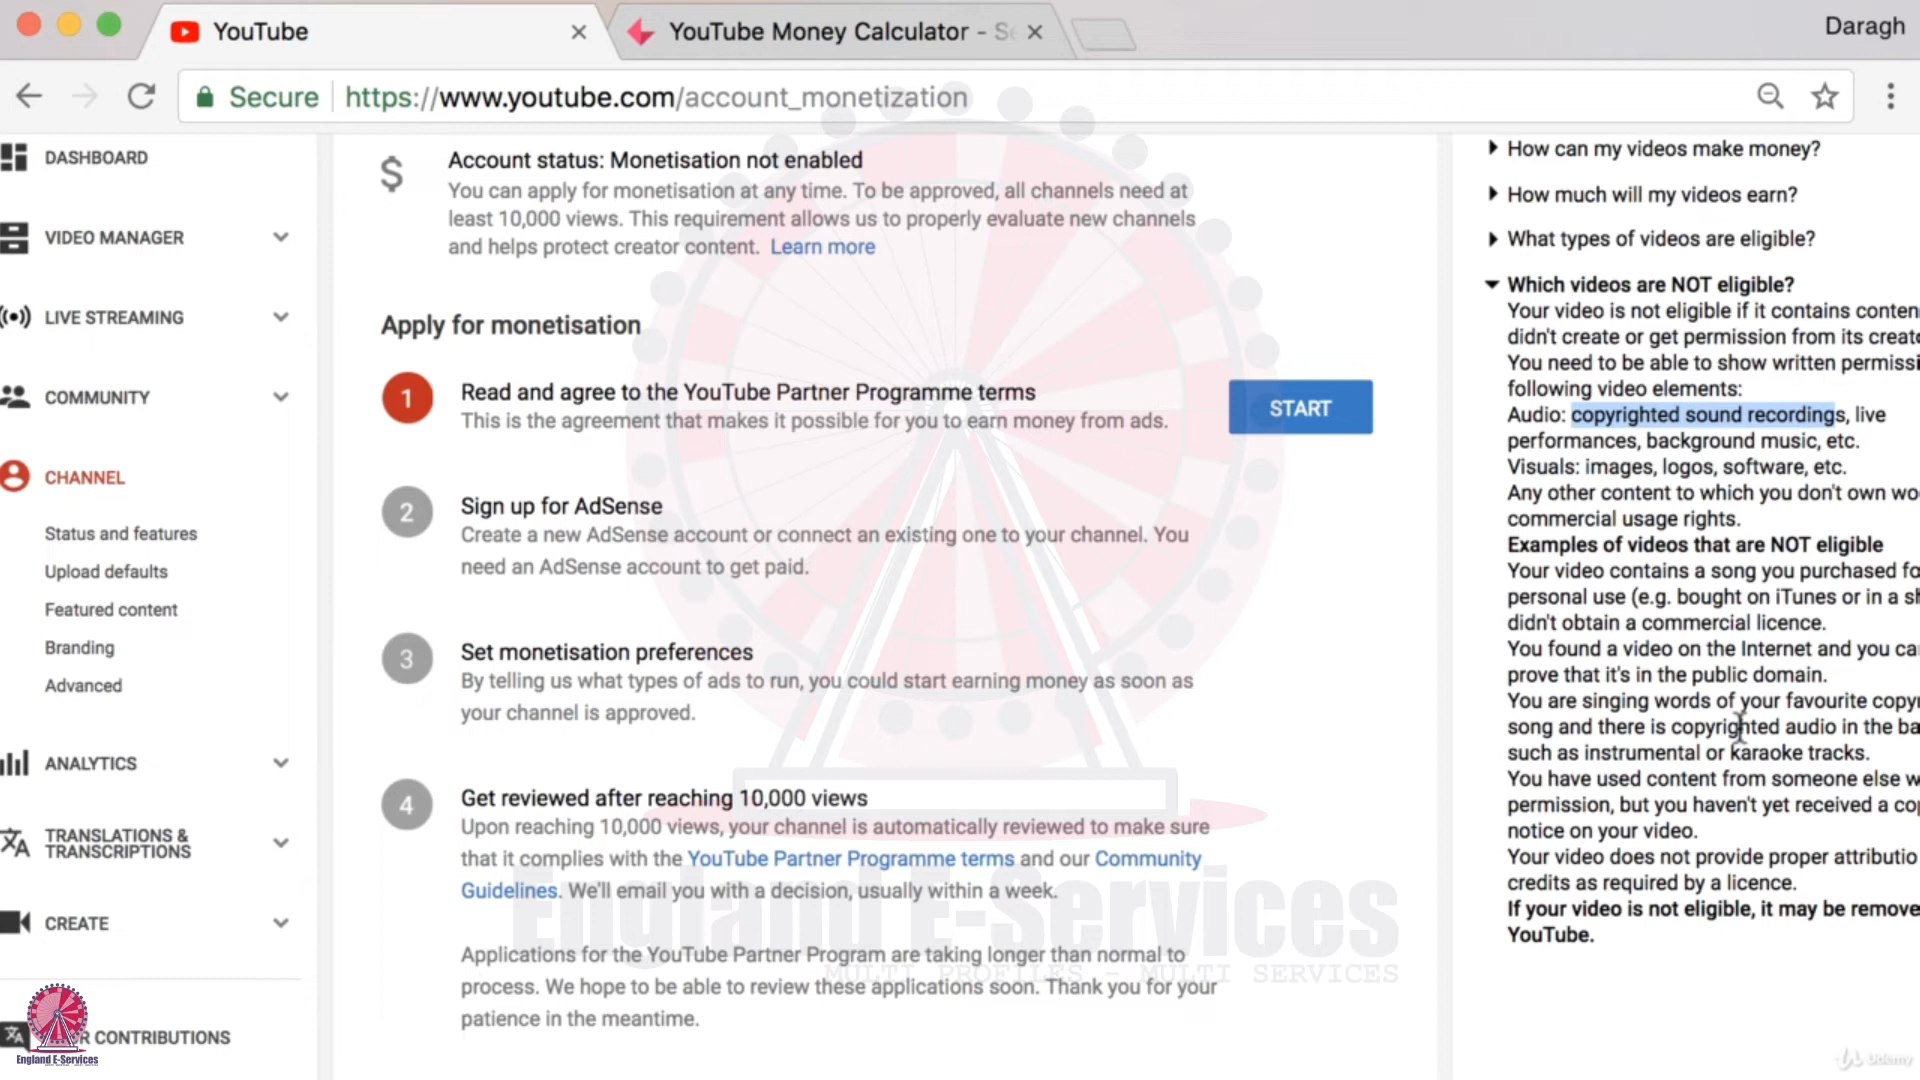 YouTube
YouTube Money Calculator - S
Daragh
Secure
https://www.youtube.com/account_monetization
DASHBOARD
VIDEO MANAGER
LIVE STREAMING
COMMUNITY
CHANNEL
Status and features
Upload defaults
Featured content
Branding
Advanced
ANALYTICS
TRANSLATIONS &
TRANSCRIPTIONS
CREATE
R CONTRIBUTIONS
England E-Services
Account status: Monetisation not enabled
You can apply for monetisation at any time. To be approved, all channels need at
least 10,000 views. This requirement allows us to properly evaluate new channels
and helps protect creator content. Learn more
Apply for monetisation
1
Read and agree to the YouTube Partner Programme terms
This is the agreement that makes it possible for you to earn money from ads.
START
2
Sign up for AdSense
Create a new AdSense account or connect an existing one to your channel. You
need an AdSense account to get paid.
3
Set monetisation preferences
By telling us what types of ads to run, you could start earning money as soon as
your channel is approved.
4
Get reviewed after reaching 10,000 views
Upon reaching 10,000 views, your channel is automatically reviewed to make sure
that it complies with the YouTube Partner Programme terms and our Community
Guidelines. We'll email you with a decision, usually within a week.
Applications for the YouTube Partner Program are taking longer than normal to
process. We hope to be able to review these applications soon. Thank you for your
patience in the meantime.
England E-Services
MULTI PROFILES - MULTI SERVICES
How can my videos make money?
How much will my videos earn?
What types of videos are eligible?
Which videos are NOT eligible?
Your video is not eligible if it contains conten
didn't create or get permission from its creato
You need to be able to show written permissi
following video elements:
Audio: copyrighted sound recordings, live
performances, background music, etc.
Visuals: images, logos, software, etc.
Any other content to which you don't own wo
commercial usage rights.
Examples of videos that are NOT eligible
Your video contains a song you purchased fo
personal use (e.g. bought on iTunes or in a sh
didn't obtain a commercial licence.
You found a video on the Internet and you ca
prove that it's in the public domain.
You are singing words of your favourite copyr
song and there is copyrighted audio in the ba
such as instrumental or karaoke tracks.
You have used content from someone else w
permission, but you haven't yet received a cop
notice on your video.
Your video does not provide proper attributio
credits as required by a licence.
If your video is not eligible, it may be remove
YouTube.
Udemy